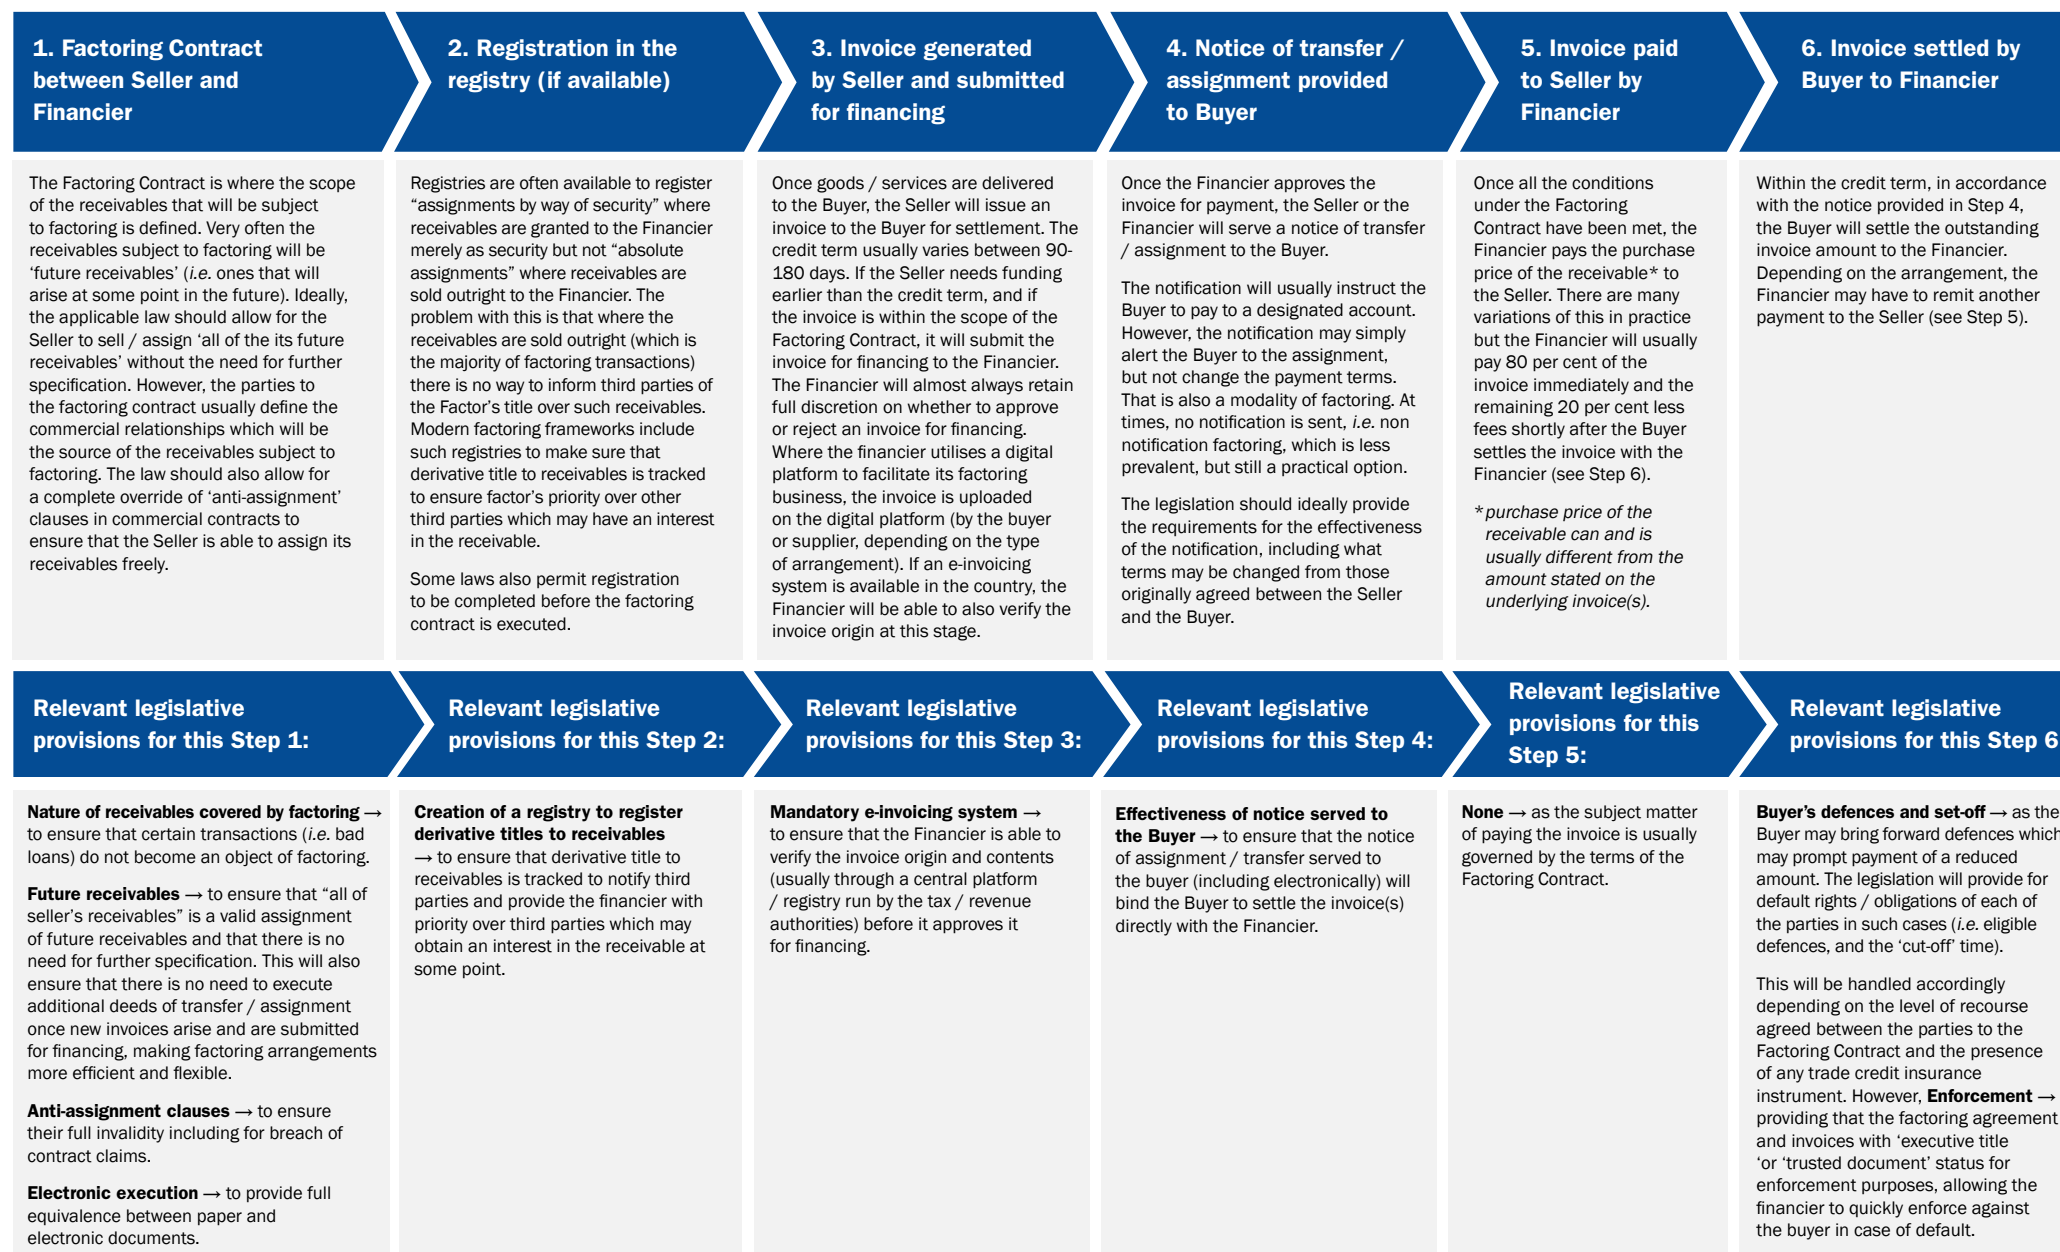 1. Factoring Contract
between Seller and
Financier
2. Registration in the
registry (if available)
3. Invoice generated
by Seller and submitted
for financing
4. Notice of transfer /
assignment provided
to Buyer
5. Invoice paid
to Seller by
Financier
6. Invoice settled by
Buyer to Financier
The Factoring Contract is where the scope
of the receivables that will be subject
to factoring is defined. Very often the
receivables subject to factoring will be
‘future receivables’ (i.e. ones that will
arise at some point in the future). Ideally,
the applicable law should allow for the
Seller to sell / assign ‘all of the its future
receivables’ without the need for further
specification. However, the parties to
the factoring contract usually define the
commercial relationships which will be
the source of the receivables subject to
factoring. The law should also allow for
a complete override of ‘anti-assignment’
clauses in commercial contracts to
ensure that the Seller is able to assign its
receivables freely.
Registries are often available to register
“assignments by way of security” where
receivables are granted to the Financier
merely as security but not “absolute
assignments” where receivables are
sold outright to the Financier. The
problem with this is that where the
receivables are sold outright (which is
the majority of factoring transactions)
there is no way to inform third parties of
the Factor’s title over such receivables.
Modern factoring frameworks include
such registries to make sure that
derivative title to receivables is tracked
to ensure factor’s priority over other
third parties which may have an interest
in the receivable.
Some laws also permit registration
to be completed before the factoring
contract is executed.
Once goods / services are delivered
to the Buyer, the Seller will issue an
invoice to the Buyer for settlement. The
credit term usually varies between 90-
180 days. If the Seller needs funding
earlier than the credit term, and if
the invoice is within the scope of the
Factoring Contract, it will submit the
invoice for financing to the Financier.
The Financier will almost always retain
full discretion on whether to approve
or reject an invoice for financing.
Where the financier utilises a digital
platform to facilitate its factoring
business, the invoice is uploaded
on the digital platform (by the buyer
or supplier, depending on the type
of arrangement). If an e-invoicing
system is available in the country, the
Financier will be able to also verify the
invoice origin at this stage.
Once the Financier approves the
invoice for payment, the Seller or the
Financier will serve a notice of transfer
/ assignment to the Buyer.
The notification will usually instruct the
Buyer to pay to a designated account.
However, the notification may simply
alert the Buyer to the assignment,
but not change the payment terms.
That is also a modality of factoring. At
times, no notification is sent, i.e. non
notification factoring, which is less
prevalent, but still a practical option.
The legislation should ideally provide
the requirements for the effectiveness
of the notification, including what
terms may be changed from those
originally agreed between the Seller
and the Buyer.
Once all the conditions
under the Factoring
Contract have been met, the
Financier pays the purchase
price of the receivable* to
the Seller. There are many
variations of this in practice
but the Financier will usually
pay 80 per cent of the
invoice immediately and the
remaining 20 per cent less
fees shortly after the Buyer
settles the invoice with the
Financier (see Step 6).
*purchase price of the
receivable can and is
usually different from the
amount stated on the
underlying invoice(s).
Within the credit term, in accordance
with the notice provided in Step 4,
the Buyer will settle the outstanding
invoice amount to the Financier.
Depending on the arrangement, the
Financier may have to remit another
payment to the Seller (see Step 5).
Relevant legislative
provisions for this Step 1:
Relevant legislative
provisions for this Step 2:
Relevant legislative
provisions for this Step 3:
Relevant legislative
provisions for this Step 4:
Relevant legislative
provisions for this
Step 5:
Relevant legislative
provisions for this Step 6
Nature of receivables covered by factoring →
to ensure that certain transactions (i.e. bad
loans) do not become an object of factoring.
Future receivables → to ensure that “all of
seller’s receivables” is a valid assignment
of future receivables and that there is no
need for further specification. This will also
ensure that there is no need to execute
additional deeds of transfer / assignment
once new invoices arise and are submitted
for financing, making factoring arrangements
more efficient and flexible.
Anti-assignment clauses → to ensure
their full invalidity including for breach of
contract claims.
Electronic execution → to provide full
equivalence between paper and
electronic documents.
Creation of a registry to register
derivative titles to receivables
→ to ensure that derivative title to
receivables is tracked to notify third
parties and provide the financier with
priority over third parties which may
obtain an interest in the receivable at
some point.
Mandatory e-invoicing system →
to ensure that the Financier is able to
verify the invoice origin and contents
(usually through a central platform
/ registry run by the tax / revenue
authorities) before it approves it
for financing.
Effectiveness of notice served to
the Buyer → to ensure that the notice
of assignment / transfer served to
the buyer (including electronically) will
bind the Buyer to settle the invoice(s)
directly with the Financier.
None → as the subject matter
of paying the invoice is usually
governed by the terms of the
Factoring Contract.
Buyer’s defences and set-off → as the
Buyer may bring forward defences which
may prompt payment of a reduced
amount. The legislation will provide for
default rights / obligations of each of
the parties in such cases (i.e. eligible
defences, and the ‘cut-off’ time).
This will be handled accordingly
depending on the level of recourse
agreed between the parties to the
Factoring Contract and the presence
of any trade credit insurance
instrument. However, Enforcement →
providing that the factoring agreement
and invoices with ‘executive title
‘or ‘trusted document’ status for
enforcement purposes, allowing the
financier to quickly enforce against
the buyer in case of default.